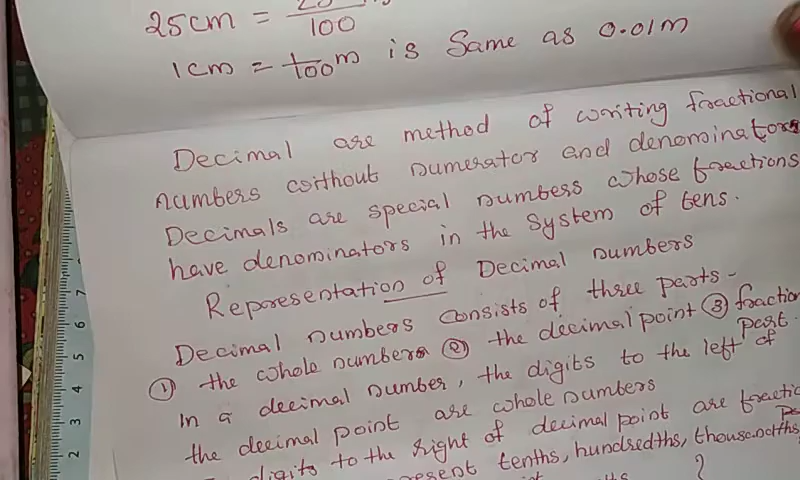 25cm = 25/100
1cm = 1/100 m is Same as 0.01m
Decimal are method of writing fractional
numbers without numerator and denominators
Decimals are special numbers whose fractions
have denominators in the system of tens.
Representation of Decimal numbers
Decimal numbers consists of three parts -
① the whole numbers ② the decimal point ③ fraction part.
In a decimal number, the digits to the left of
the decimal point are whole numbers
digits to the right of decimal point are
tenths, hundredths, thousandths,